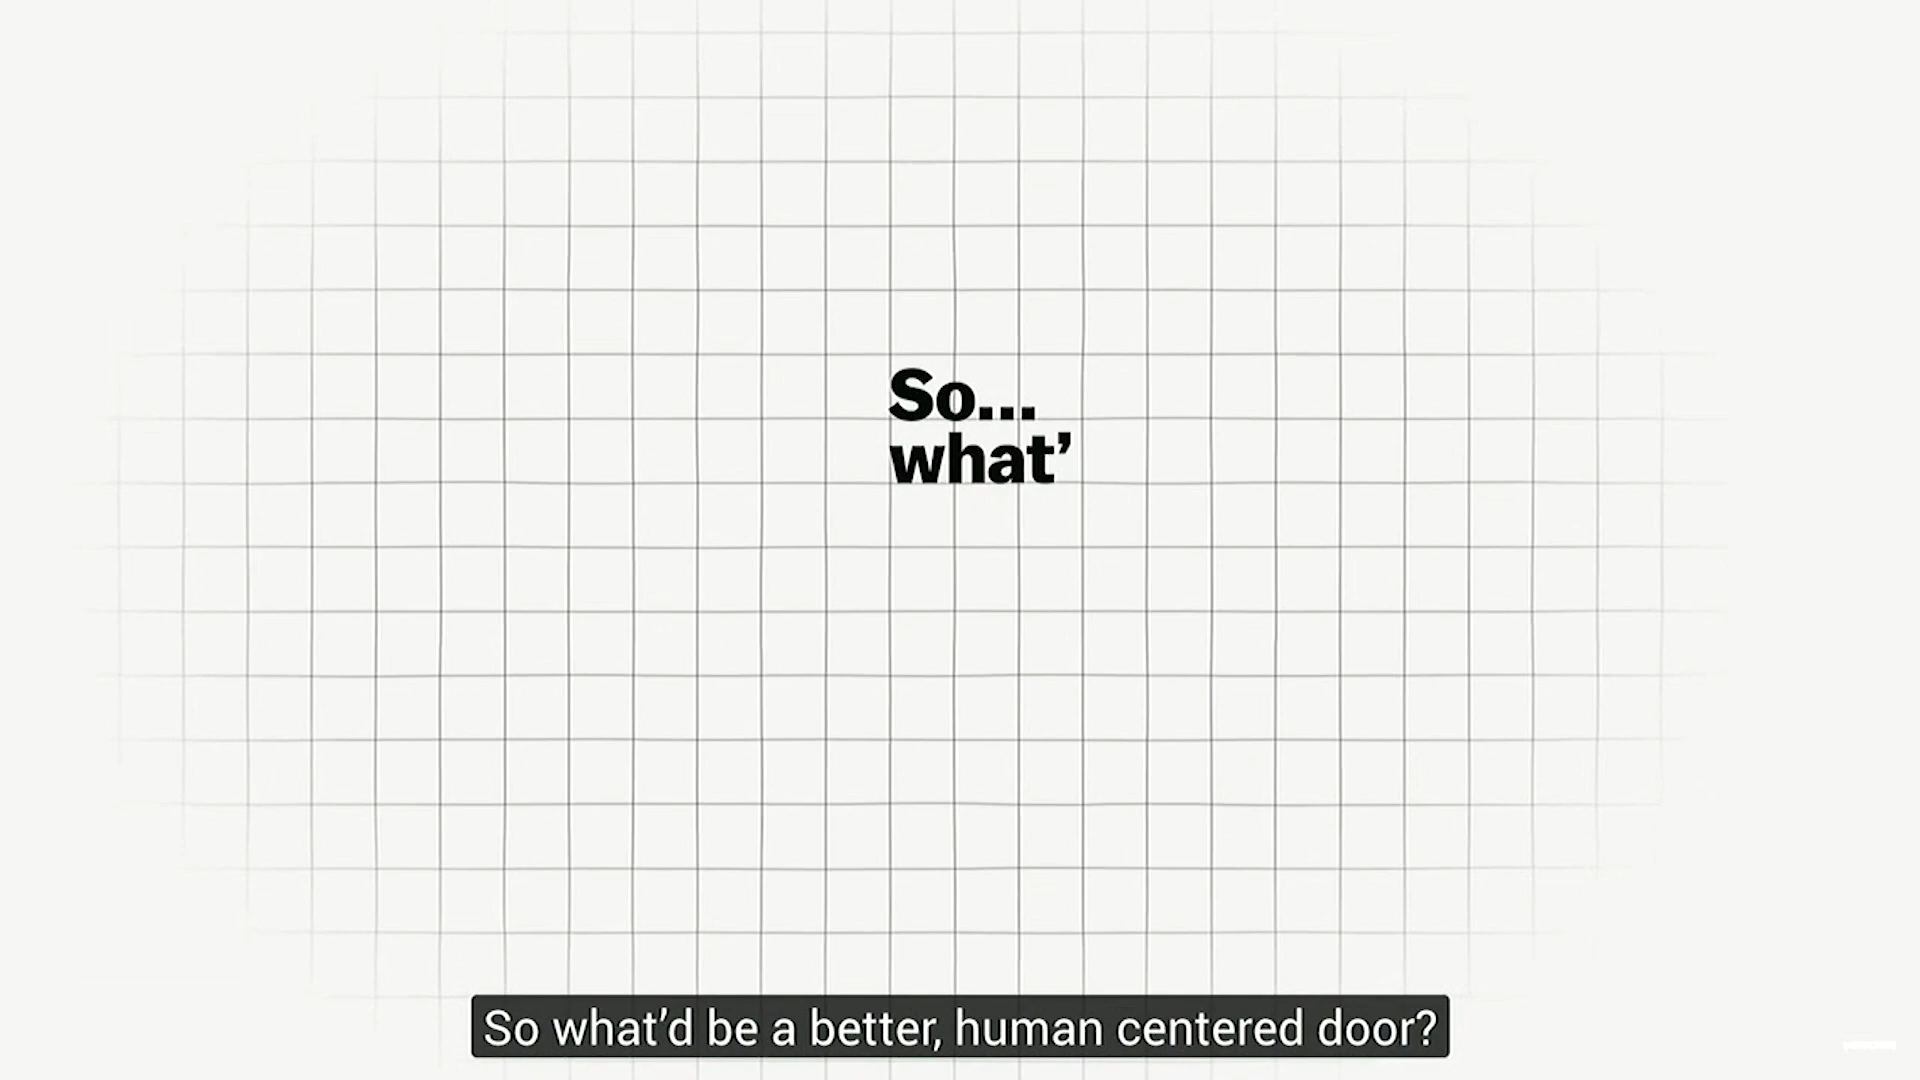 So...
what’
So what’d be a better, human centered door?